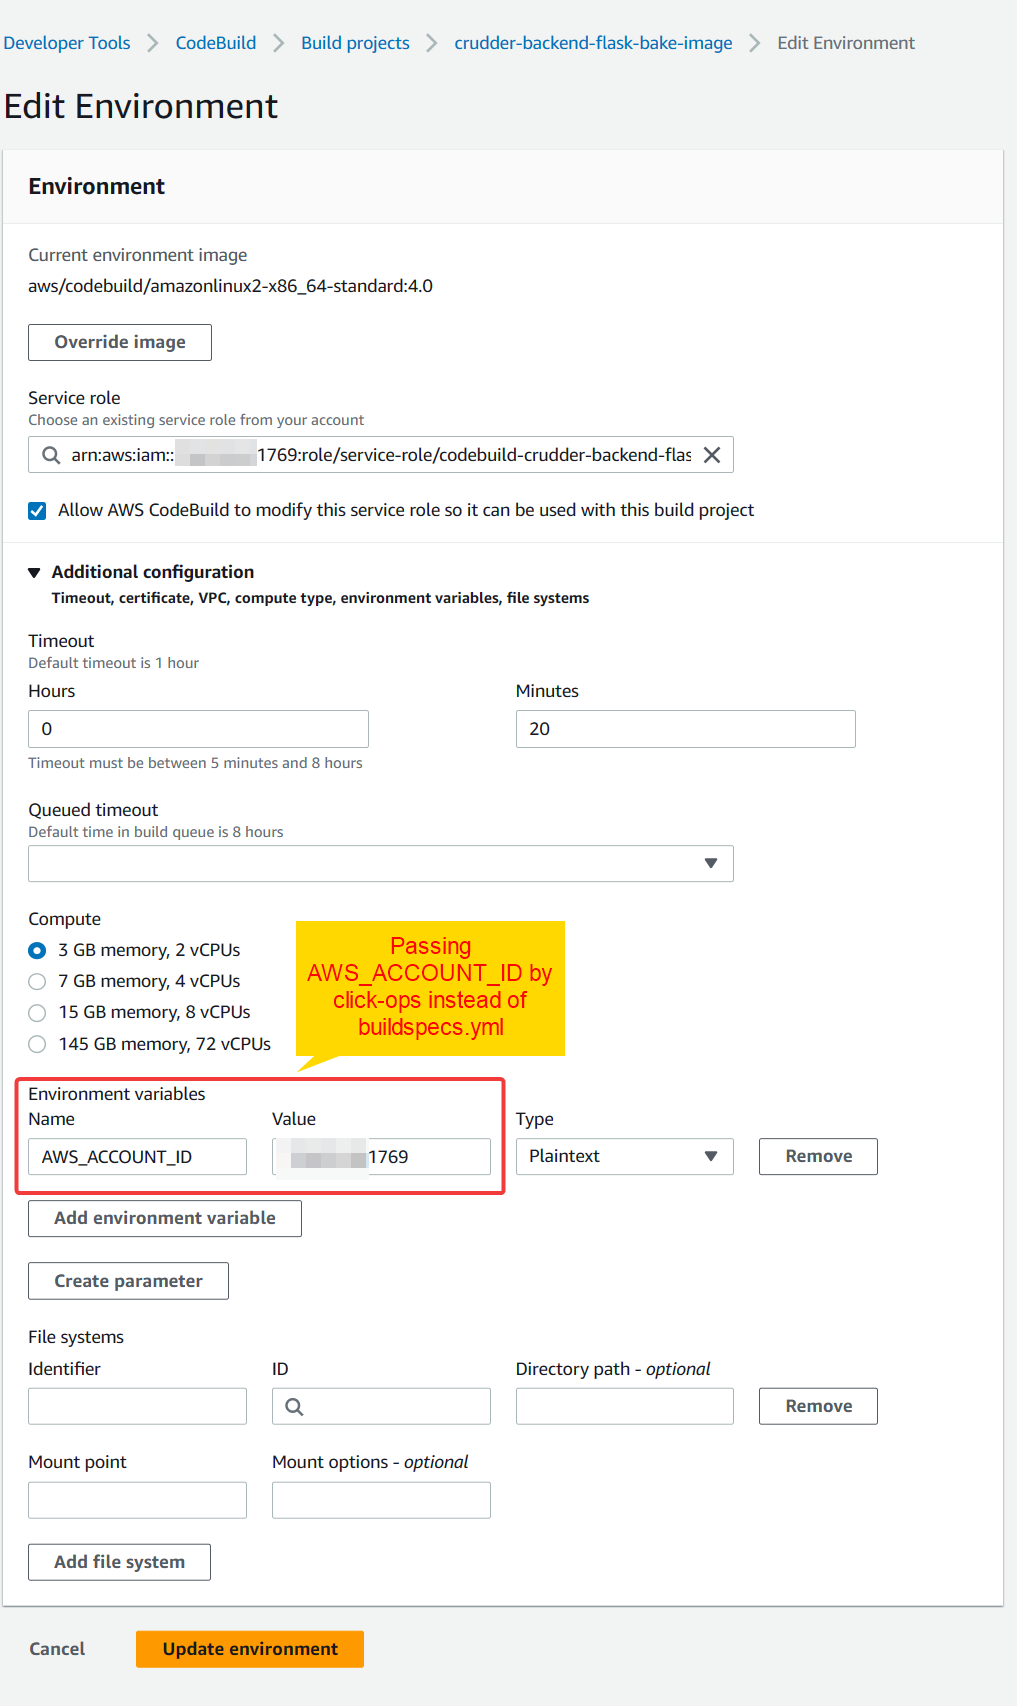 Developer Tools > CodeBuild > Build projects > crudder-backend-flask-bake-image > Edit Environment
Edit Environment
Environment
Current environment image
aws/codebuild/amazonlinux2-x86_64-standard:4.0
Override image
Service role
Choose an existing service role from your account
arn:aws:iam:: 1769:role/service-role/codebuild-crudder-backend-flas
Allow AWS CodeBuild to modify this service role so it can be used with this build project
Additional configuration
Timeout, certificate, VPC, compute type, environment variables, file systems
Timeout
Default timeout is 1 hour
Hours Minutes
0 20
Timeout must be between 5 minutes and 8 hours
Queued timeout
Default time in build queue is 8 hours
Compute
3 GB memory, 2 vCPUs
7 GB memory, 4 vCPUs
15 GB memory, 8 vCPUs
145 GB memory, 72 vCPUs
Passing
AWS_ACCOUNT_ID by
click-ops instead of
buildspecs.yml
Environment variables
Name Value Type
AWS_ACCOUNT_ID 1769 Plaintext Remove
Add environment variable
Create parameter
File systems
Identifier ID Directory path - optional
Remove
Mount point Mount options - optional
Add file system
Cancel Update environment